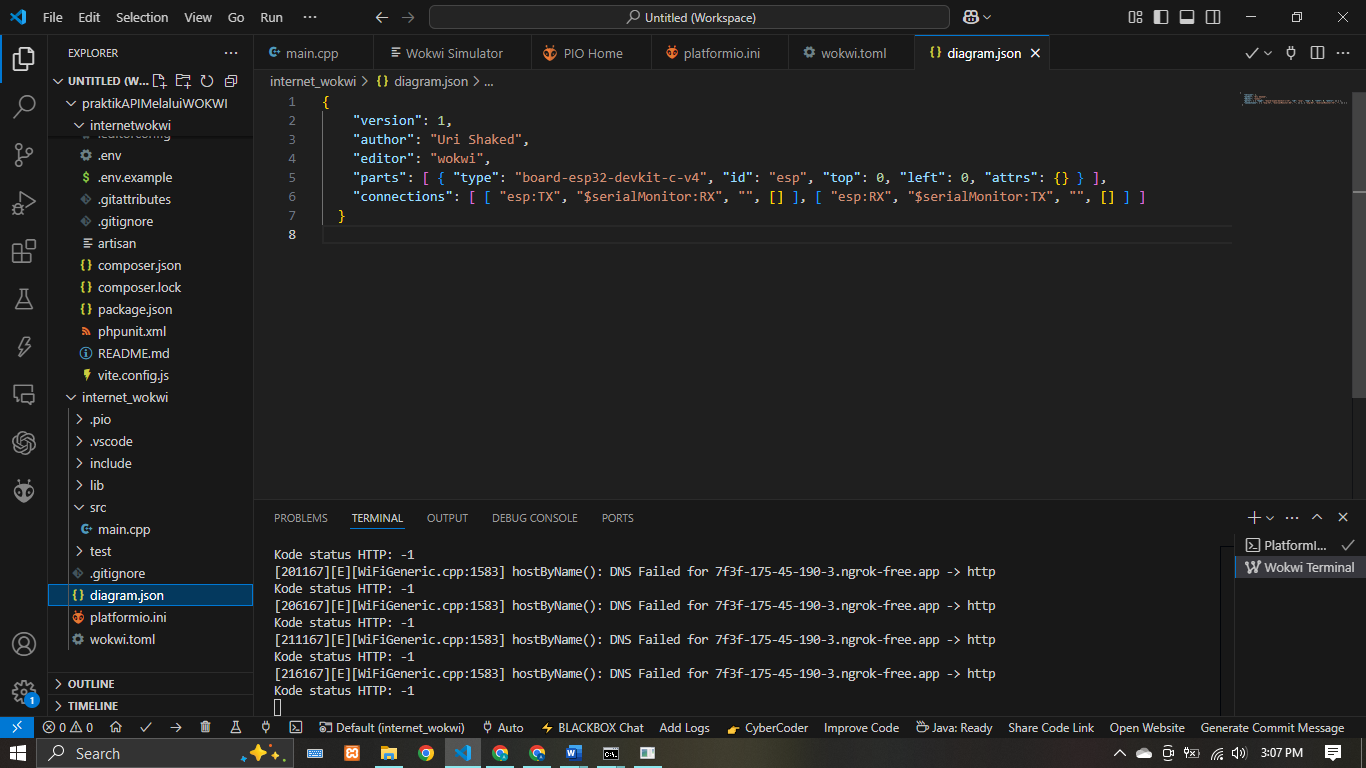 File Edit Selection View Go Run ··· Untitled (Workspace)
EXPLORER ···
UNTITLED (W...
praktikAPIMelaluiWOKWI
internetwokwi
.editorconfig
.env
$ .env.example
.gitattributes
.gitignore
artisan
{} composer.json
{} composer.lock
{} package.json
phpunit.xml
README.md
vite.config.js
internet_wokwi
.pio
.vscode
include
lib
src
main.cpp
test
.gitignore
{} diagram.json
platformio.ini
wokwi.toml
OUTLINE
TIMELINE
main.cpp Wokwi Simulator PIO Home platformio.ini wokwi.toml {} diagram.json
internet_wokwi > {} diagram.json > ...
1 {
2 "version": 1,
3 "author": "Uri Shaked",
4 "editor": "wokwi",
5 "parts": [ { "type": "board-esp32-devkit-c-v4", "id": "esp", "top": 0, "left": 0, "attrs": {} } ],
6 "connections": [ [ "esp:TX", "$serialMonitor:RX", "", [] ], [ "esp:RX", "$serialMonitor:TX", "", [] ] ]
7 }
8
PROBLEMS TERMINAL OUTPUT DEBUG CONSOLE PORTS
Kode status HTTP: -1
[201167][E][WiFiGeneric.cpp:1583] hostByName(): DNS Failed for 7f3f-175-45-190-3.ngrok-free.app -> http
Kode status HTTP: -1
[206167][E][WiFiGeneric.cpp:1583] hostByName(): DNS Failed for 7f3f-175-45-190-3.ngrok-free.app -> http
Kode status HTTP: -1
[211167][E][WiFiGeneric.cpp:1583] hostByName(): DNS Failed for 7f3f-175-45-190-3.ngrok-free.app -> http
Kode status HTTP: -1
[216167][E][WiFiGeneric.cpp:1583] hostByName(): DNS Failed for 7f3f-175-45-190-3.ngrok-free.app -> http
Kode status HTTP: -1
PlatformI...
Wokwi Terminal
1
0 0 Default (internet_wokwi) Auto BLACKBOX Chat Add Logs CyberCoder Improve Code Java: Ready Share Code Link Open Website Generate Commit Message
Search 3:07 PM